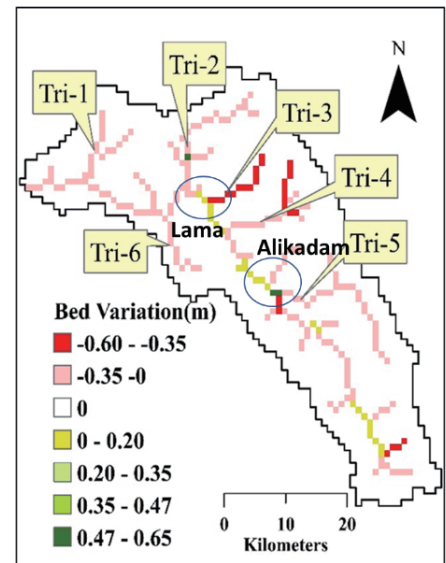 N
Tri-2
Tri-1
Tri-3
Tri-4
Lama
Alikadam
Tri-5
Tri-6
Bed Variation(m)
-0.60 - -0.35
-0.35 -0
0
0 - 0.20
0.20 - 0.35
0.35 - 0.47
0.47 - 0.65
0 10 20
Kilometers